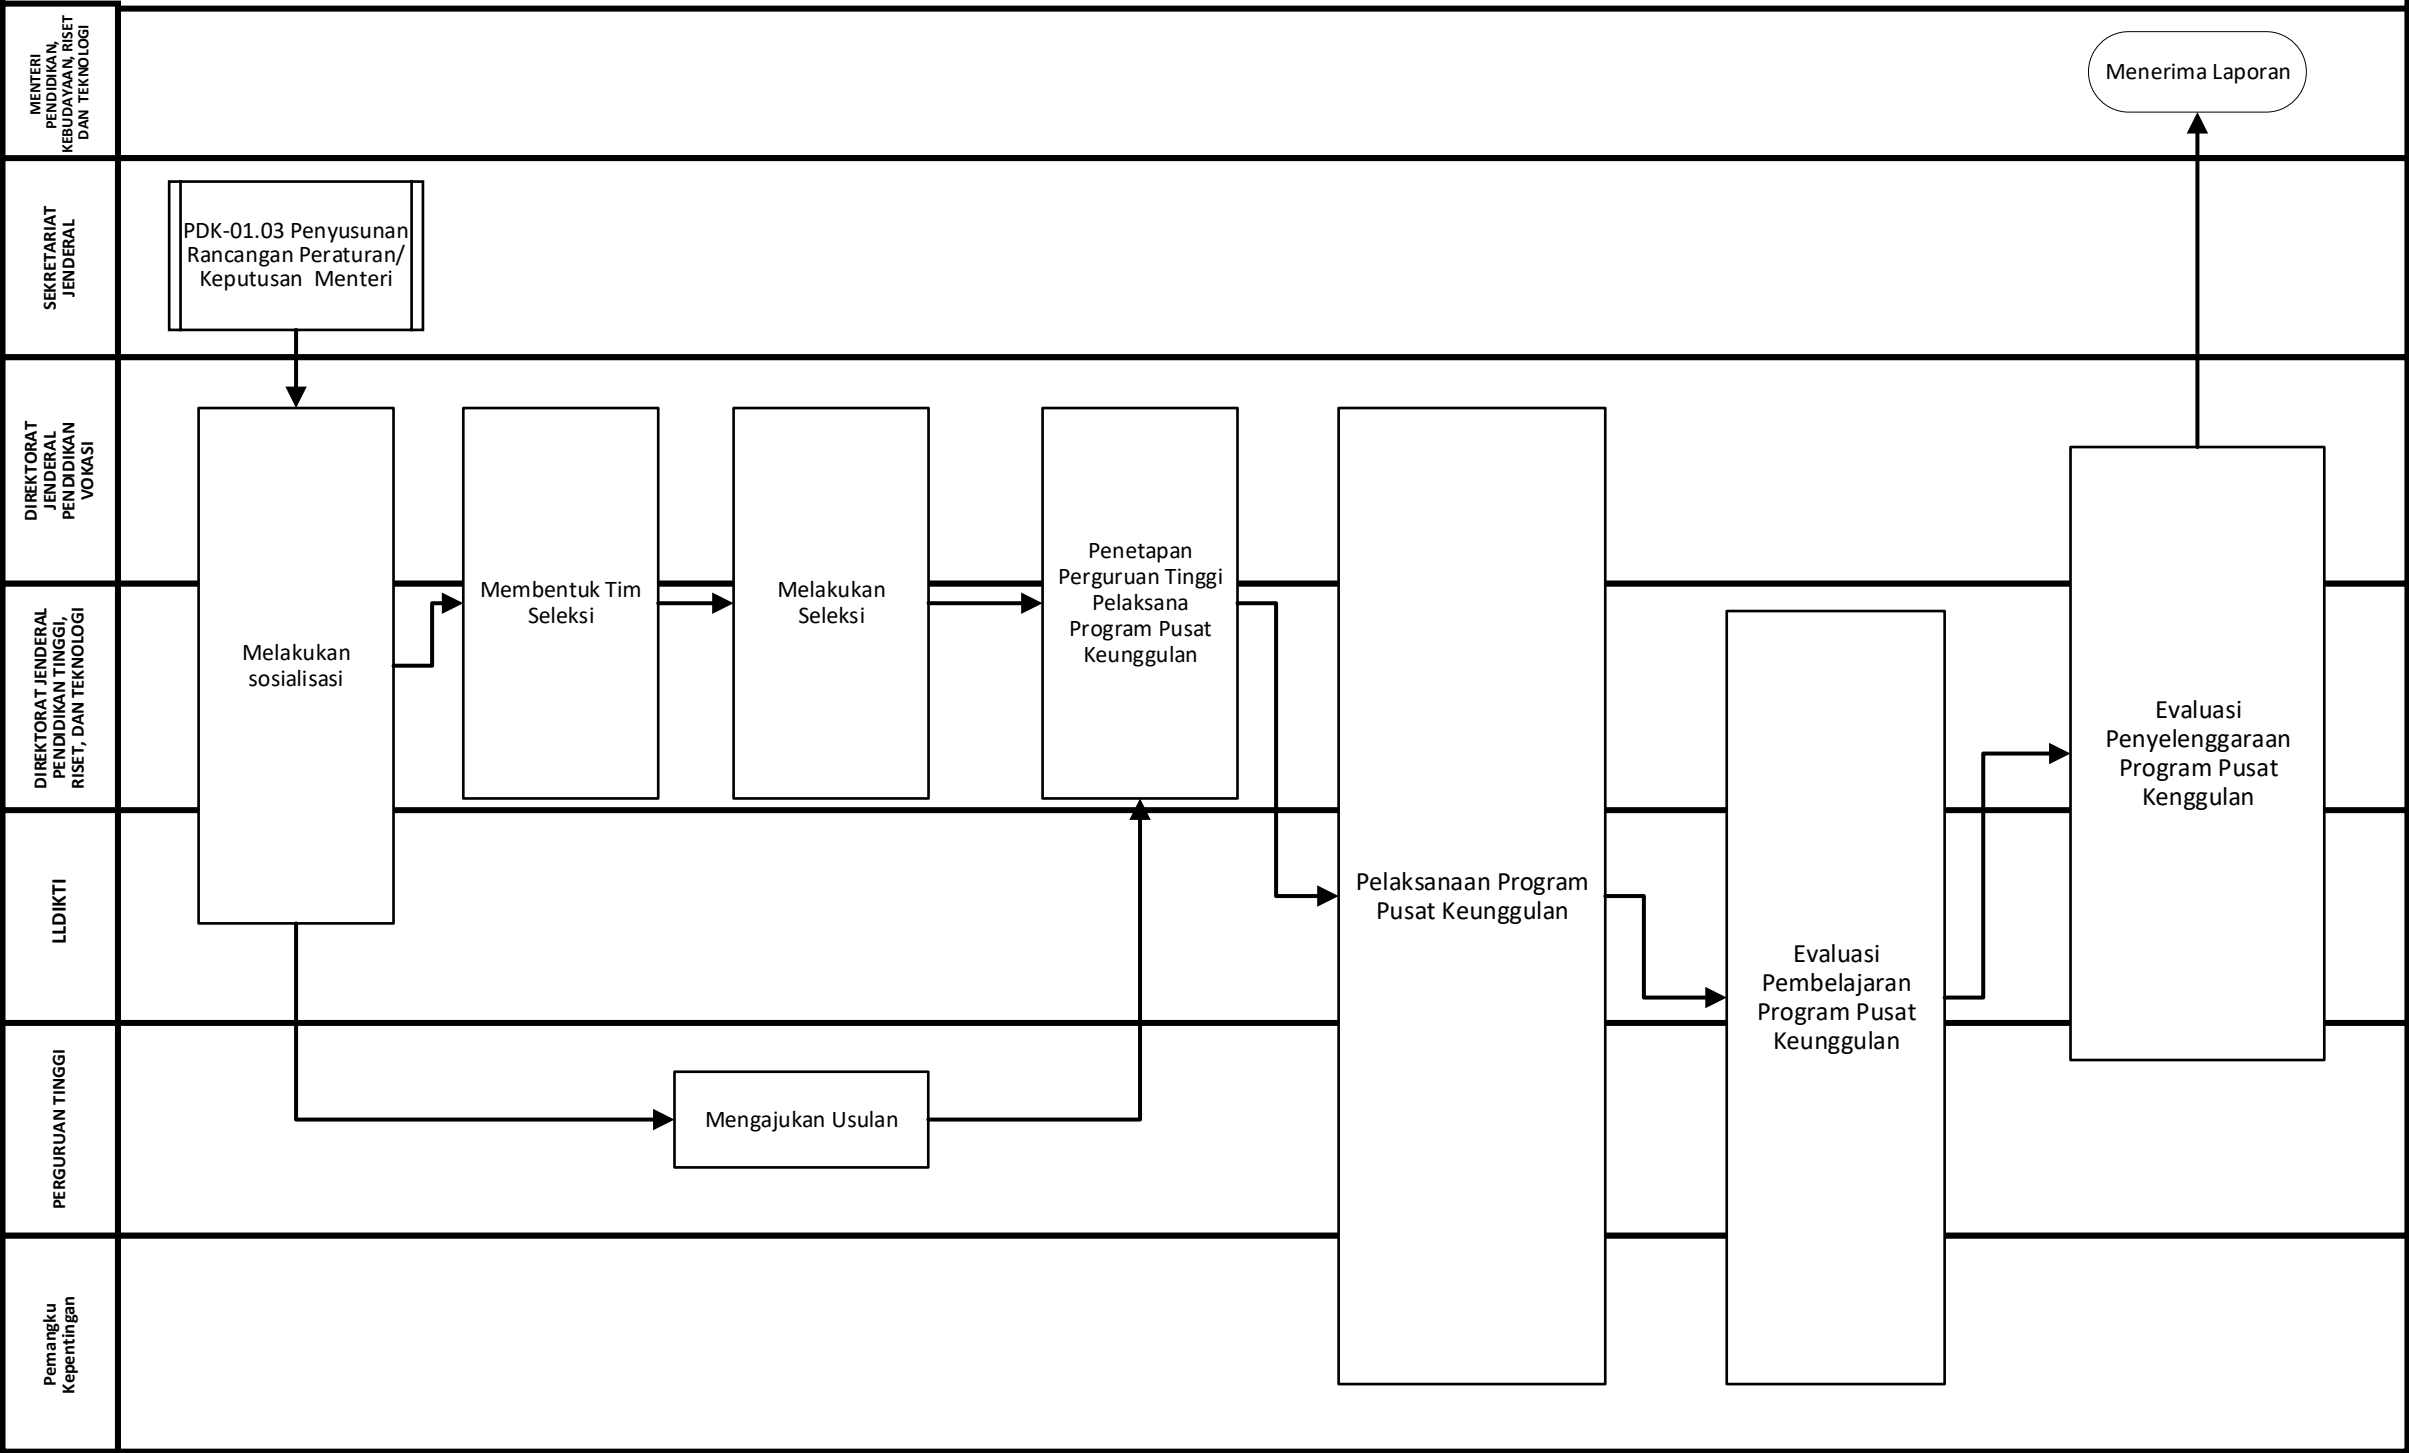 MENTERI
PENDIDIKAN,
KEBUDAYAAN, RISET
DAN TEKNOLOGI
Menerima Laporan
SEKRETARIAT
JENDERAL
PDK-01.03 Penyusunan
Rancangan Peraturan/
Keputusan Menteri
DIREKTORAT
JENDERAL
PENDIDIKAN
VOKASI
DIREKTORAT JENDERAL
PENDIDIKAN TINGGI,
RISET, DAN TEKNOLOGI
Melakukan
sosialisasi
Membentuk Tim
Seleksi
Melakukan
Seleksi
Penetapan
Perguruan Tinggi
Pelaksana
Program Pusat
Keunggulan
Pelaksanaan Program
Pusat Keunggulan
Evaluasi
Pembelajaran
Program Pusat
Keunggulan
Evaluasi
Penyelenggaraan
Program Pusat
Kenggulan
LLDIKTI
PERGURUAN TINGGI
Mengajukan Usulan
Pemangku
Kepentingan